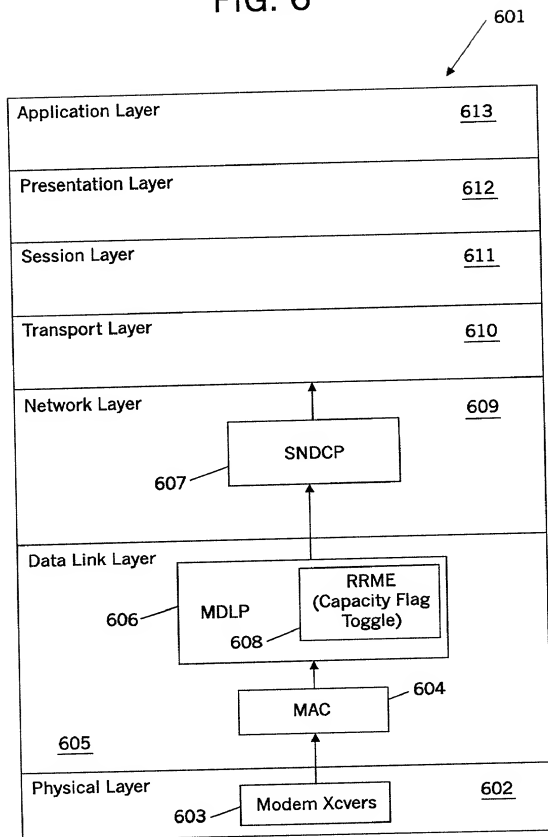 FIG. 6
601
Application Layer 613
Presentation Layer 612
Session Layer 611
Transport Layer 610
Network Layer 609
SNDCP
607
Data Link Layer
RRME
(Capacity Flag
Toggle)
MDLP
606
608
604
MAC
605
Physical Layer 602
603
Modem Xcvers